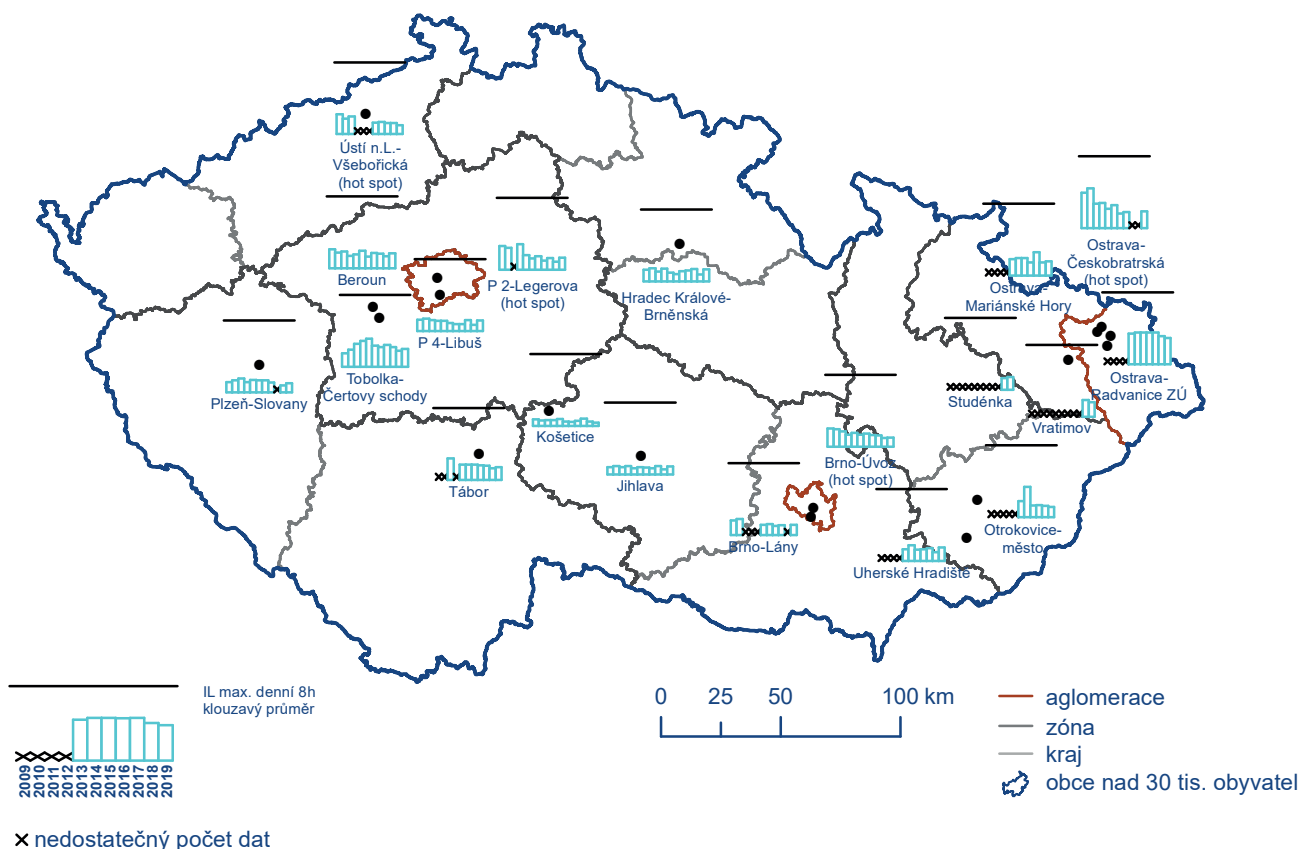 Ústí n.L.-
Všebořická
(hot spot)
Beroun
P 2-Legerova
(hot spot)
P 4-Libuš
Tobolka-
Čertovy schody
Plzeň-Slovany
Hradec Králové-
Brněnská
Ostrava-
Českobratrská
(hot spot)
Ostrava-
Mariánské Hory
Ostrava-
Radvanice ZÚ
Studénka
Vratimov
Košetice
Tábor
Jihlava
Brno-Úvoz
(hot spot)
Brno-Lány
Otrokovice-
město
Uherské Hradiště
IL max. denní 8h
klouzavý průměr
2009
2010
2011
2012
2013
2014
2015
2016
2017
2018
2019
nedostatečný počet dat
0 25 50 100 km
aglomerace
zóna
kraj
obce nad 30 tis. obyvatel